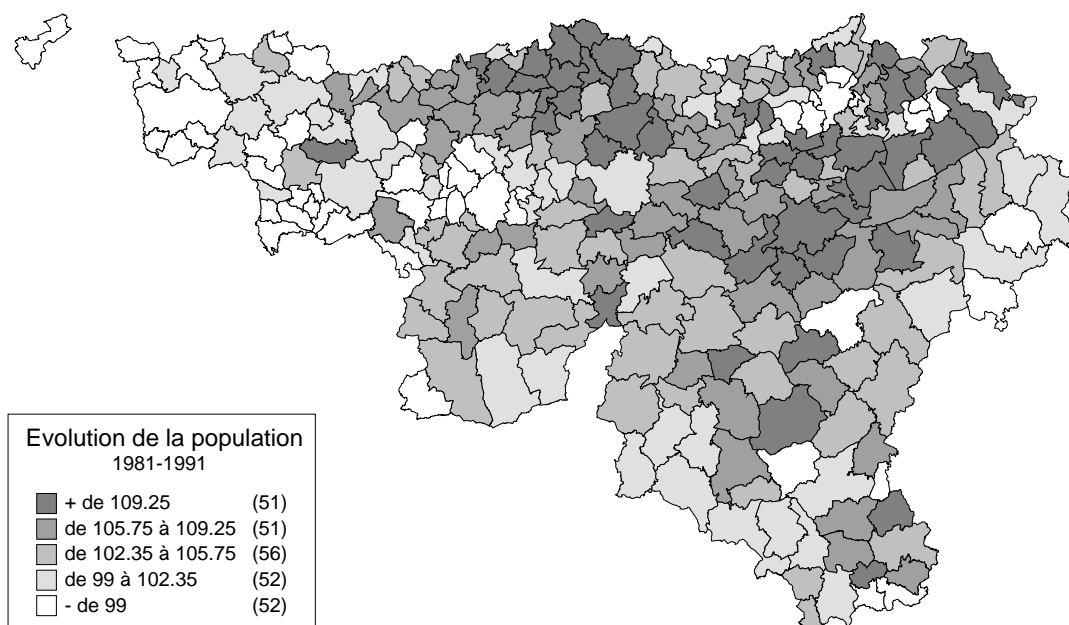 Evolution de la population
1981-1991
+ de 109.25 (51)
de 105.75 à 109.25 (51)
de 102.35 à 105.75 (56)
de 99 à 102.35 (52)
- de 99 (52)